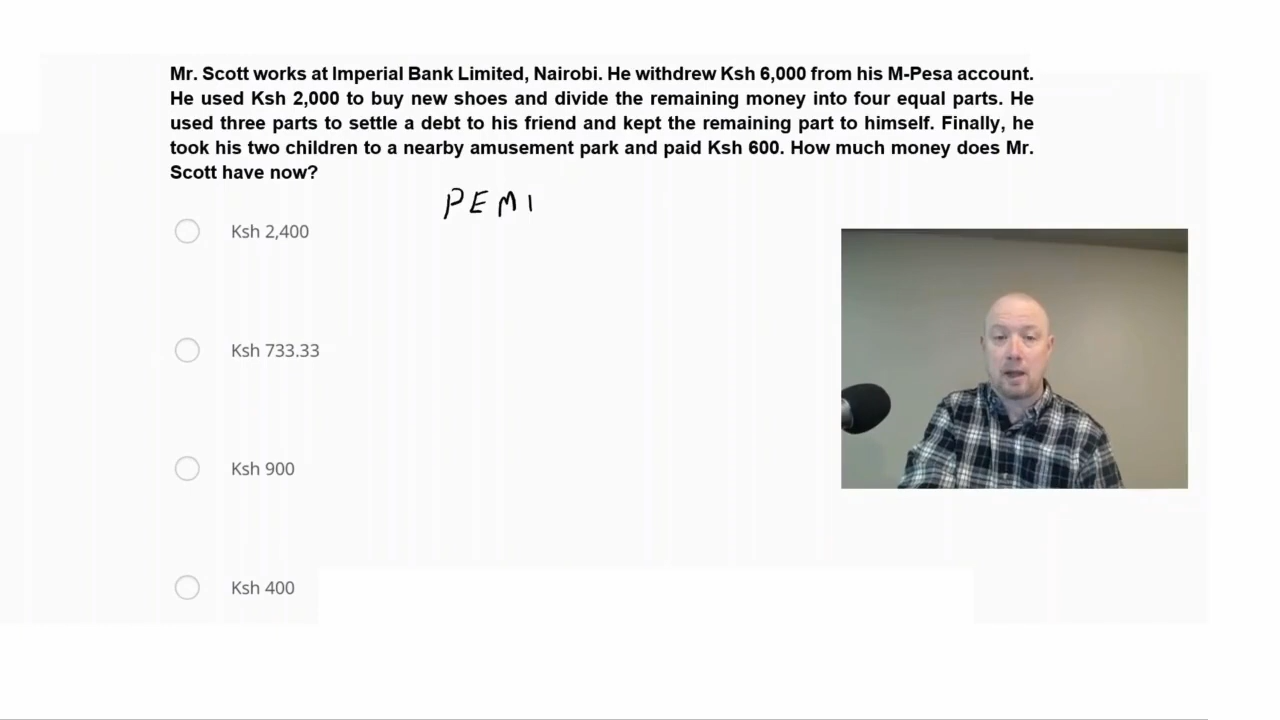 Mr. Scott works at Imperial Bank Limited, Nairobi. He withdrew Ksh 6,000 from his M-Pesa account.
He used Ksh 2,000 to buy new shoes and divide the remaining money into four equal parts. He
used three parts to settle a debt to his friend and kept the remaining part to himself. Finally, he
took his two children to a nearby amusement park and paid Ksh 600. How much money does Mr.
Scott have now?
PEMI
Ksh 2,400
Ksh 733.33
Ksh 900
Ksh 400